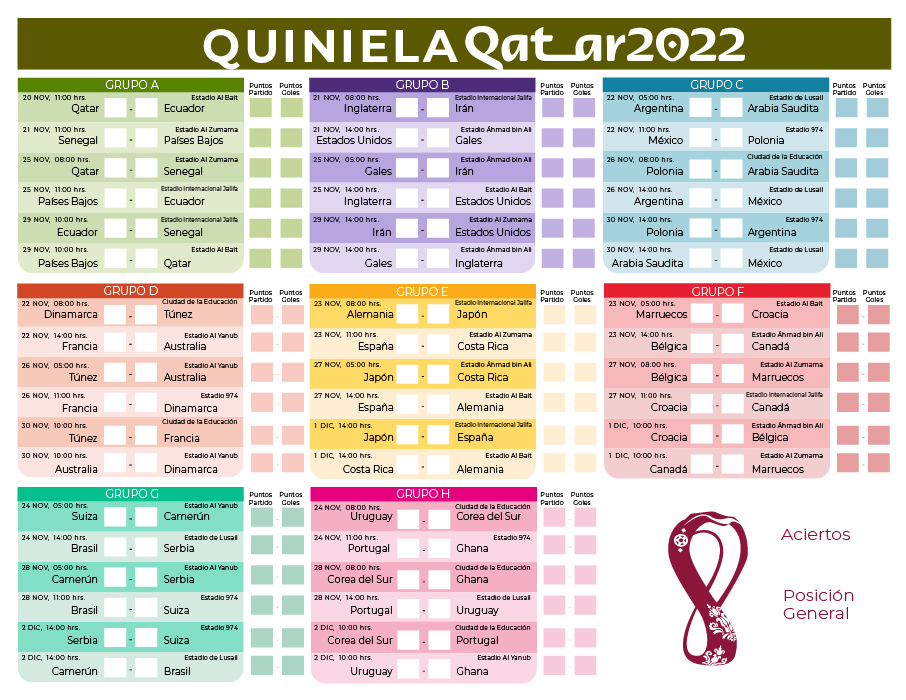 QUINIELA Qatar2022
GRUPO A
Puntos Partido
Puntos Goles
20 NOV, 11:00 hrs. Estadio Al Bait
Qatar - Ecuador
21 NOV, 11:00 hrs. Estadio Al Zumama
Senegal - Países Bajos
25 NOV, 08:00 hrs. Estadio Al Zumama
Qatar - Senegal
25 NOV, 11:00 hrs. Estadio Internacional Jalifa
Países Bajos - Ecuador
29 NOV, 10:00 hrs. Estadio Internacional Jalifa
Ecuador - Senegal
29 NOV, 10:00 hrs. Estadio Al Bait
Países Bajos - Qatar
GRUPO B
Puntos Partido
Puntos Goles
21 NOV, 08:00 hrs. Estadio Internacional Jalifa
Inglaterra - Irán
21 NOV, 14:00 hrs. Estadio Áhmad bin Ali
Estados Unidos - Gales
25 NOV, 05:00 hrs. Estadio Áhmad bin Ali
Gales - Irán
25 NOV, 14:00 hrs. Estadio Al Bait
Inglaterra - Estados Unidos
29 NOV, 14:00 hrs. Estadio Al Zumama
Irán - Estados Unidos
29 NOV, 14:00 hrs. Estadio Áhmad bin Ali
Gales - Inglaterra
GRUPO C
Puntos Partido
Puntos Goles
22 NOV, 05:00 hrs. Estadio de Lusail
Argentina - Arabia Saudita
22 NOV, 11:00 hrs. Estadio 974
México - Polonia
26 NOV, 08:00 hrs. Ciudad de la Educación
Polonia - Arabia Saudita
26 NOV, 14:00 hrs. Estadio de Lusail
Argentina - México
30 NOV, 14:00 hrs. Estadio 974
Polonia - Argentina
30 NOV, 14:00 hrs. Estadio de Lusail
Arabia Saudita - México
GRUPO D
Puntos Partido
Puntos Goles
22 NOV, 08:00 hrs. Ciudad de la Educación
Dinamarca - Túnez
22 NOV, 14:00 hrs. Estadio Al Yanub
Francia - Australia
26 NOV, 05:00 hrs. Estadio Al Yanub
Túnez - Australia
26 NOV, 11:00 hrs. Estadio 974
Francia - Dinamarca
30 NOV, 10:00 hrs. Ciudad de la Educación
Túnez - Francia
30 NOV, 10:00 hrs. Estadio Al Yanub
Australia - Dinamarca
GRUPO E
Puntos Partido
Puntos Goles
23 NOV, 08:00 hrs. Estadio Internacional Jalifa
Alemania - Japón
23 NOV, 11:00 hrs. Estadio Al Zumama
España - Costa Rica
27 NOV, 05:00 hrs. Estadio Áhmad bin Ali
Japón - Costa Rica
27 NOV, 14:00 hrs. Estadio Al Bait
España - Alemania
1 DIC, 14:00 hrs. Estadio Internacional Jalifa
Japón - España
1 DIC, 14:00 hrs. Estadio Al Bait
Costa Rica - Alemania
GRUPO F
Puntos Partido
Puntos Goles
23 NOV, 05:00 hrs. Estadio Al Bait
Marruecos - Croacia
23 NOV, 14:00 hrs. Estadio Áhmad bin Ali
Bélgica - Canadá
27 NOV, 08:00 hrs. Estadio Al Zumama
Bélgica - Marruecos
27 NOV, 11:00 hrs. Estadio Internacional Jalifa
Croacia - Canadá
1 DIC, 10:00 hrs. Estadio Áhmad bin Ali
Croacia - Bélgica
1 DIC, 10:00 hrs. Estadio Al Zumama
Canadá - Marruecos
GRUPO G
Puntos Partido
Puntos Goles
24 NOV, 05:00 hrs. Estadio Al Yanub
Suiza - Camerún
24 NOV, 14:00 hrs. Estadio de Lusail
Brasil - Serbia
28 NOV, 05:00 hrs. Estadio Al Yanub
Camerún - Serbia
28 NOV, 11:00 hrs. Estadio 974
Brasil - Suiza
2 DIC, 14:00 hrs. Estadio 974
Serbia - Suiza
2 DIC, 14:00 hrs. Estadio de Lusail
Camerún - Brasil
GRUPO H
Puntos Partido
Puntos Goles
24 NOV, 08:00 hrs. Ciudad de la Educación
Uruguay - Corea del Sur
24 NOV, 11:00 hrs. Estadio 974
Portugal - Ghana
28 NOV, 08:00 hrs. Ciudad de la Educación
Corea del Sur - Ghana
28 NOV, 14:00 hrs. Estadio de Lusail
Portugal - Uruguay
2 DIC, 10:00 hrs. Ciudad de la Educación
Corea del Sur - Portugal
2 DIC, 10:00 hrs. Estadio Al Yanub
Uruguay - Ghana
Aciertos
Posición
General